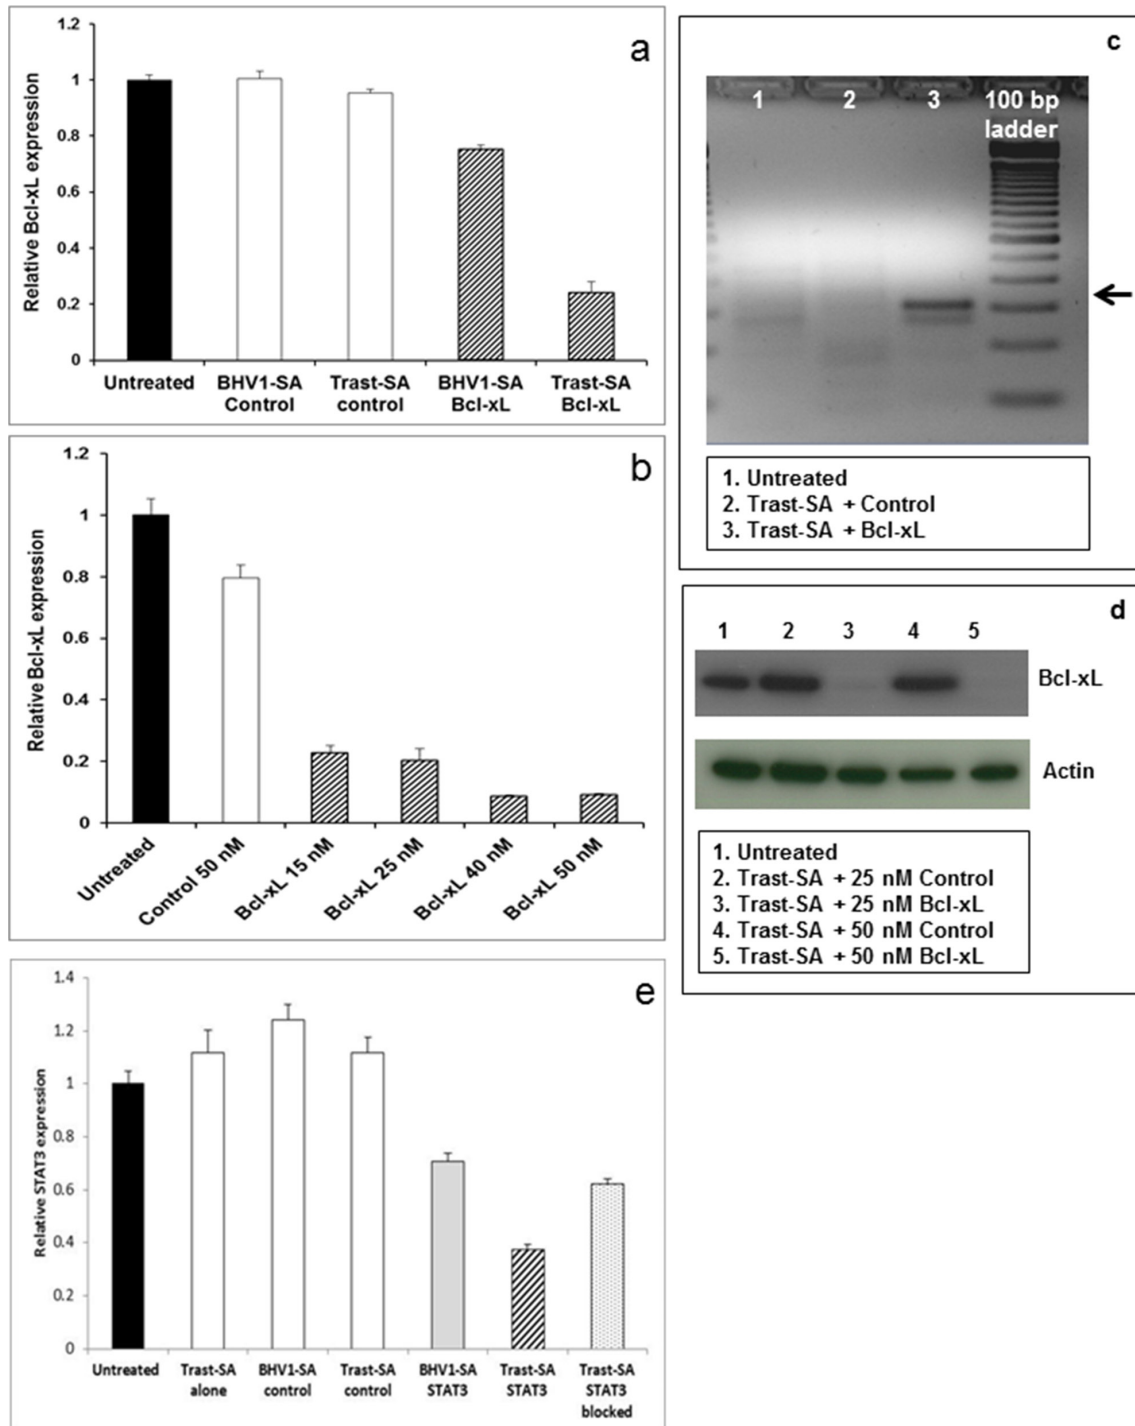 a
1.2
1
0.8
0.6
0.4
0.2
0
Relative Bcl-xL expression
Untreated
BHV1-SA
Control
Trast-SA
control
BHV1-SA
Bcl-xL
Trast-SA
Bcl-xL
b
1.2
1
0.8
0.6
0.4
0.2
0
Relative Bcl-xL expression
Untreated
Control 50 nM
Bcl-xL 15 nM
Bcl-xL 25 nM
Bcl-xL 40 nM
Bcl-xL 50 nM
c
1 2 3 100 bp
ladder
1. Untreated
2. Trast-SA + Control
3. Trast-SA + Bcl-xL
d
1 2 3 4 5
Bcl-xL
Actin
1. Untreated
2. Trast-SA + 25 nM Control
3. Trast-SA + 25 nM Bcl-xL
4. Trast-SA + 50 nM Control
5. Trast-SA + 50 nM Bcl-xL
e
1.4
1.2
1
0.8
0.6
0.4
0.2
0
Relative STAT3 expression
Untreated
Trast-SA
alone
BHV1-SA
control
Trast-SA
control
BHV1-SA
STAT3
Trast-SA
STAT3
Trast-SA
STAT3
blocked